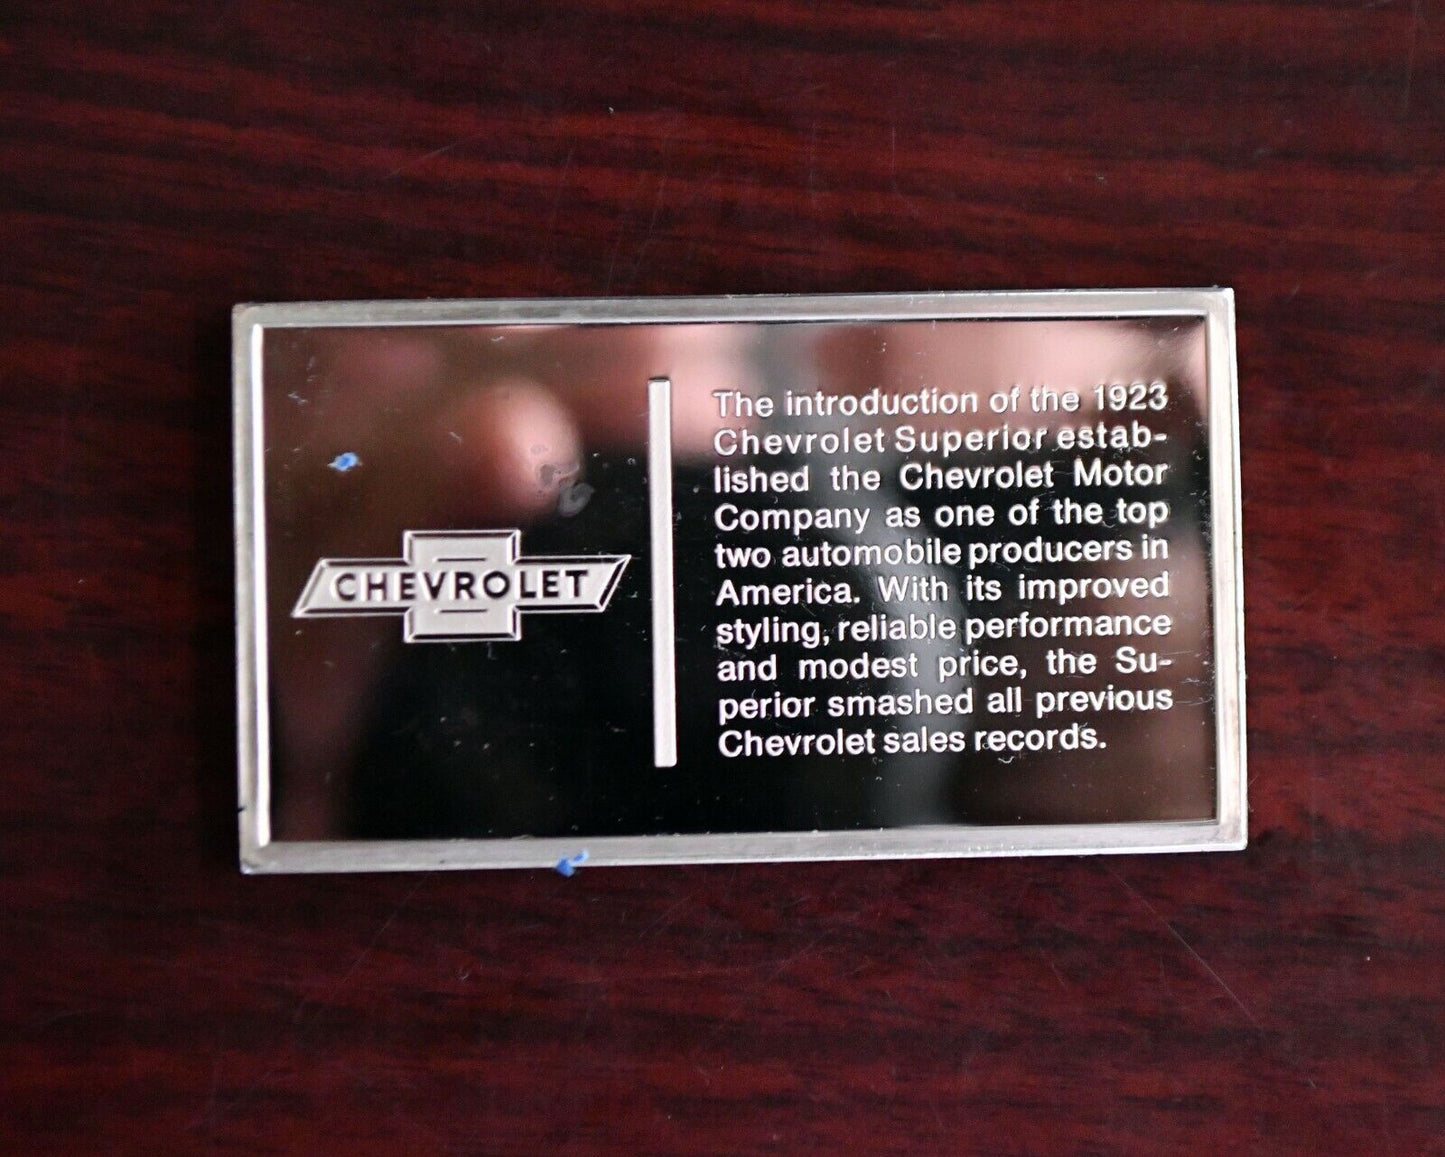 CHEVROLET
The introduction of the 1923
Chevrolet Superior estab-
lished the Chevrolet Motor
Company as one of the top
two automobile producers in
America. With its improved
styling, reliable performance
and modest price, the Su-
perior smashed all previous
Chevrolet sales records.